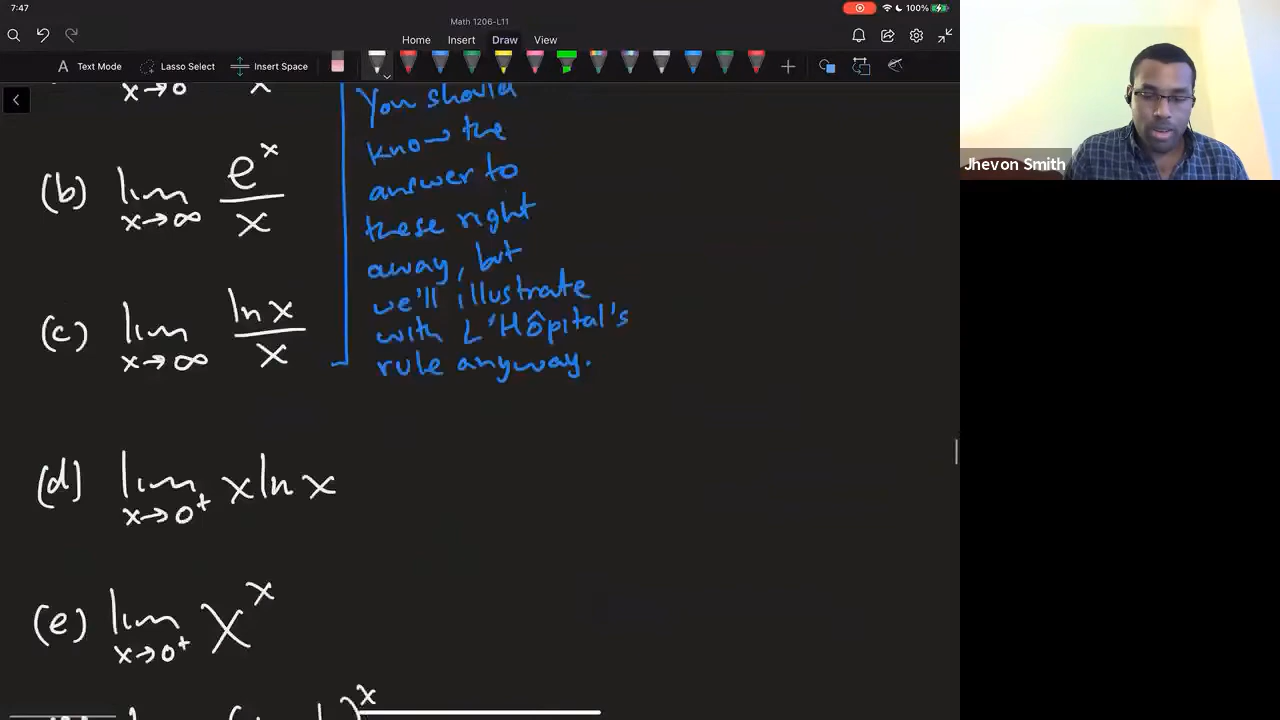 7:47
100%
Math 1206-L11
Home Insert Draw View
Text Mode Lasso Select Insert Space
x→0 x
You should
know the
answer to
these right
away, but
we'll illustrate
with L'Hôpital's
rule anyway.
(b) lim x→∞ e^x/x
(c) lim x→∞ ln x/x
(d) lim x→0⁺ x ln x
(e) lim x→0⁺ x^x
x
Jhevon Smith